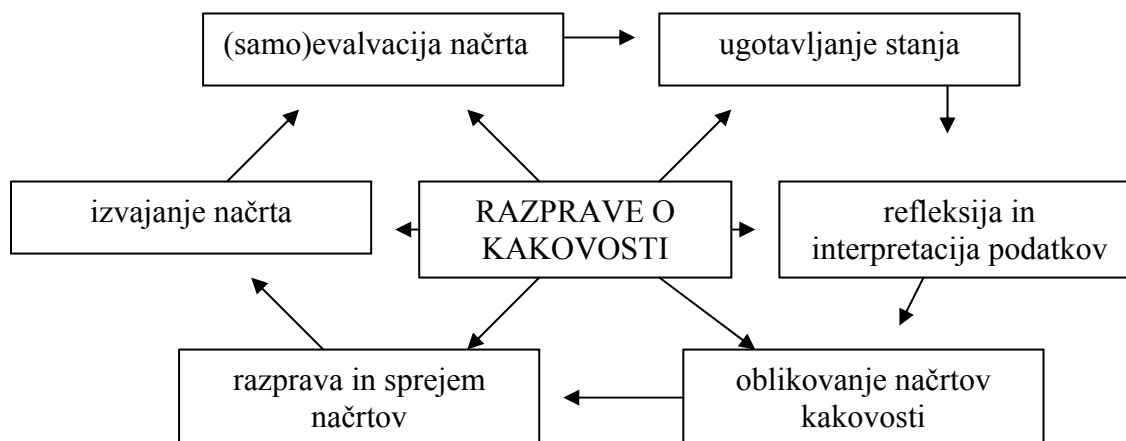 (samo)evalvacija načrta
ugotavljanje stanja
izvajanje načrta
RAZPRAVE O
KAKOVOSTI
refleksija in
interpretacija podatkov
razprava in sprejem
načrtov
oblikovanje načrtov
kakovosti